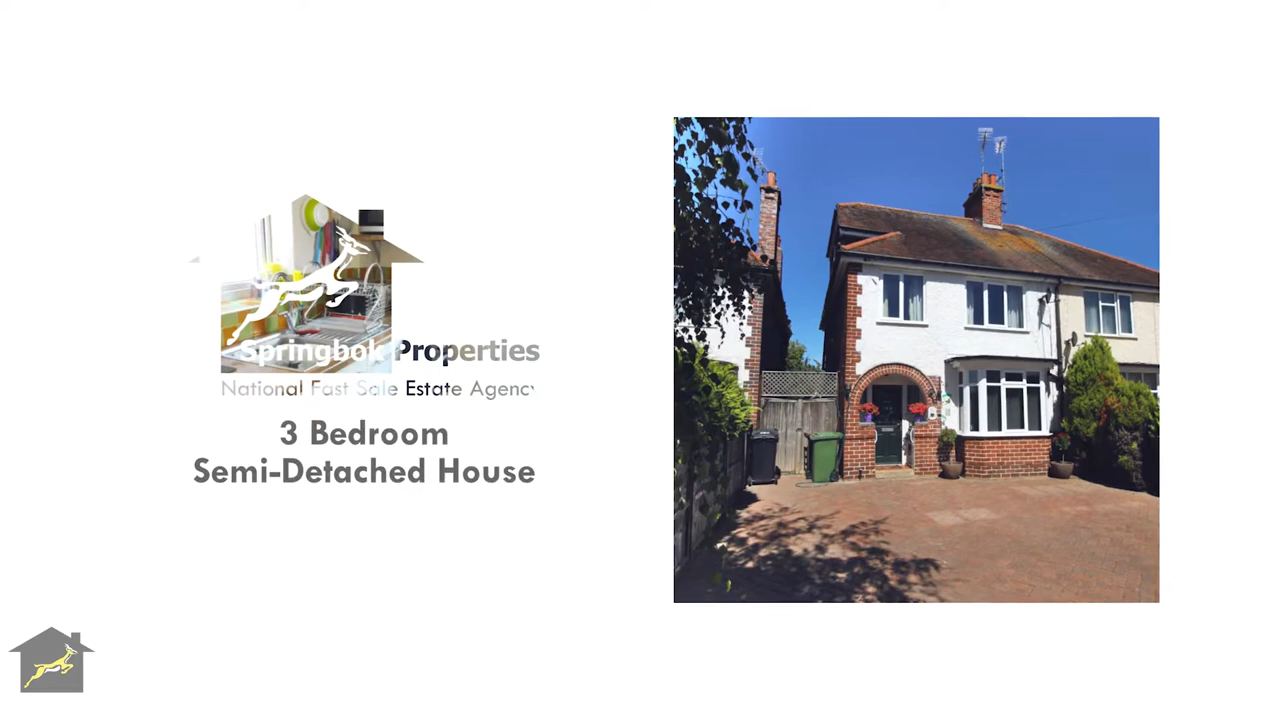 Springbok Properties
National Fast Sale Estate Agency
3 Bedroom
Semi-Detached House